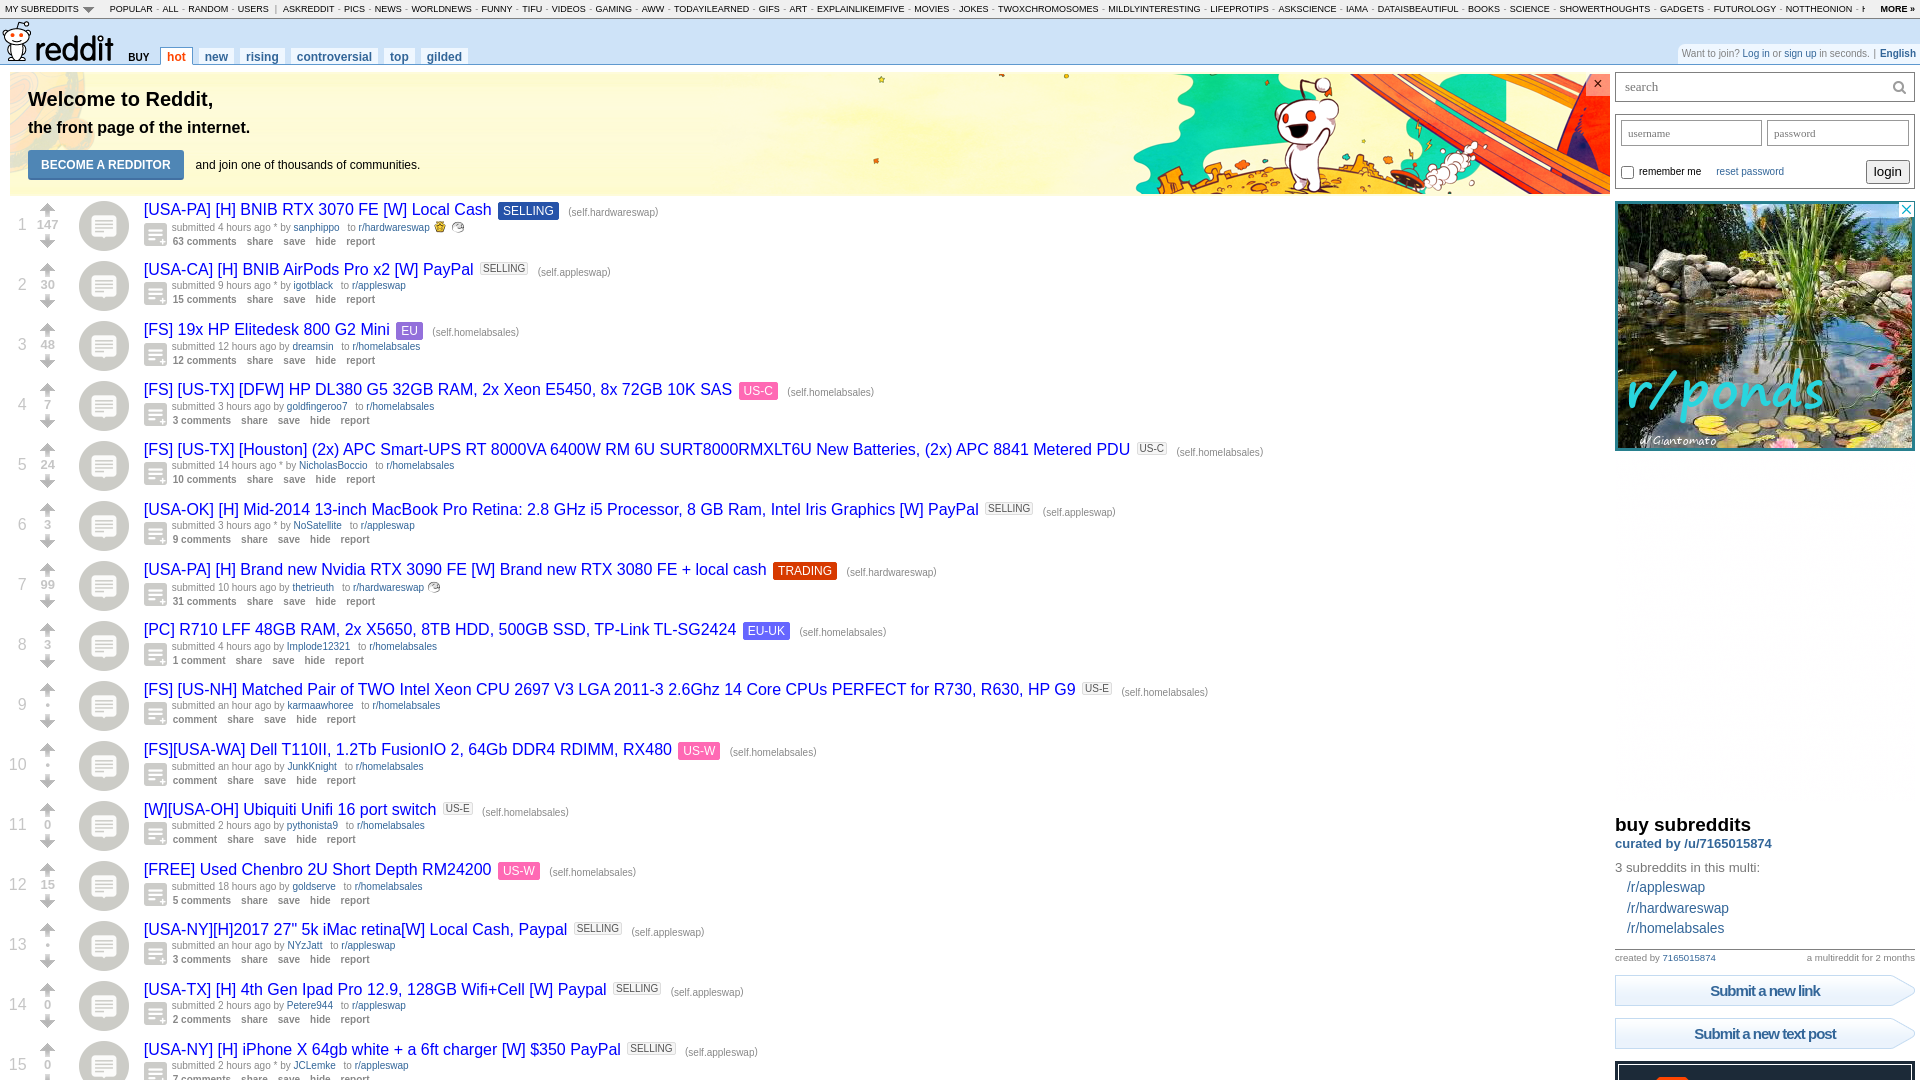 MY SUBREDDITS POPULAR - ALL - RANDOM - USERS | ASKREDDIT - PICS - NEWS - WORLDNEWS - FUNNY - TIFU - VIDEOS - GAMING - AWW - TODAYILEARNED - GIFS - ART - EXPLAINLIKEIMFIVE - MOVIES - JOKES - TWOXCHROMOSOMES - MILDLYINTERESTING - LIFEPROTIPS - ASKSCIENCE - IAMA - DATAISBEAUTIFUL - BOOKS - SCIENCE - SHOWERTHOUGHTS - GADGETS - FUTUROLOGY - NOTTHEONION - MORE »
reddit BUY hot new rising controversial top gilded
Want to join? Log in or sign up in seconds. | English
Welcome to Reddit,
the front page of the internet.
BECOME A REDDITOR and join one of thousands of communities.
×
1
147
[USA-PA] [H] BNIB RTX 3070 FE [W] Local Cash SELLING (self.hardwareswap)
submitted 4 hours ago * by sanphippo to r/hardwareswap
63 comments share save hide report
2
30
[USA-CA] [H] BNIB AirPods Pro x2 [W] PayPal SELLING (self.appleswap)
submitted 9 hours ago * by igotblack to r/appleswap
15 comments share save hide report
3
48
[FS] 19x HP Elitedesk 800 G2 Mini EU (self.homelabsales)
submitted 12 hours ago by dreamsin to r/homelabsales
12 comments share save hide report
4
7
[FS] [US-TX] [DFW] HP DL380 G5 32GB RAM, 2x Xeon E5450, 8x 72GB 10K SAS US-C (self.homelabsales)
submitted 3 hours ago by goldfingeroo7 to r/homelabsales
3 comments share save hide report
5
24
[FS] [US-TX] [Houston] (2x) APC Smart-UPS RT 8000VA 6400W RM 6U SURT8000RMXLT6U New Batteries, (2x) APC 8841 Metered PDU US-C (self.homelabsales)
submitted 14 hours ago * by NicholasBoccio to r/homelabsales
10 comments share save hide report
6
3
[USA-OK] [H] Mid-2014 13-inch MacBook Pro Retina: 2.8 GHz i5 Processor, 8 GB Ram, Intel Iris Graphics [W] PayPal SELLING (self.appleswap)
submitted 3 hours ago * by NoSatellite to r/appleswap
9 comments share save hide report
7
99
[USA-PA] [H] Brand new Nvidia RTX 3090 FE [W] Brand new RTX 3080 FE + local cash TRADING (self.hardwareswap)
submitted 10 hours ago by thetrieuth to r/hardwareswap
31 comments share save hide report
8
3
[PC] R710 LFF 48GB RAM, 2x X5650, 8TB HDD, 500GB SSD, TP-Link TL-SG2424 EU-UK (self.homelabsales)
submitted 4 hours ago by Implode12321 to r/homelabsales
1 comment share save hide report
9
•
[FS] [US-NH] Matched Pair of TWO Intel Xeon CPU 2697 V3 LGA 2011-3 2.6Ghz 14 Core CPUs PERFECT for R730, R630, HP G9 US-E (self.homelabsales)
submitted an hour ago by karmaawhoree to r/homelabsales
comment share save hide report
10
•
[FS][USA-WA] Dell T110II, 1.2Tb FusionIO 2, 64Gb DDR4 RDIMM, RX480 US-W (self.homelabsales)
submitted an hour ago by JunkKnight to r/homelabsales
comment share save hide report
11
0
[W][USA-OH] Ubiquiti Unifi 16 port switch US-E (self.homelabsales)
submitted 2 hours ago by pythonista9 to r/homelabsales
comment share save hide report
12
15
[FREE] Used Chenbro 2U Short Depth RM24200 US-W (self.homelabsales)
submitted 18 hours ago by goldserve to r/homelabsales
5 comments share save hide report
13
•
[USA-NY][H]2017 27" 5k iMac retina[W] Local Cash, Paypal SELLING (self.appleswap)
submitted an hour ago by NYzJatt to r/appleswap
3 comments share save hide report
14
0
[USA-TX] [H] 4th Gen Ipad Pro 12.9, 128GB Wifi+Cell [W] Paypal SELLING (self.appleswap)
submitted 2 hours ago by Petere944 to r/appleswap
2 comments share save hide report
15
0
[USA-NY] [H] iPhone X 64gb white + a 6ft charger [W] $350 PayPal SELLING (self.appleswap)
submitted 2 hours ago * by JCLemke to r/appleswap
7 comments share save hide report
search
username password
remember me reset password login
r/ponds
u/Giantomato
buy subreddits
curated by /u/7165015874
3 subreddits in this multi:
/r/appleswap
/r/hardwareswap
/r/homelabsales
created by 7165015874 a multireddit for 2 months
Submit a new link
Submit a new text post